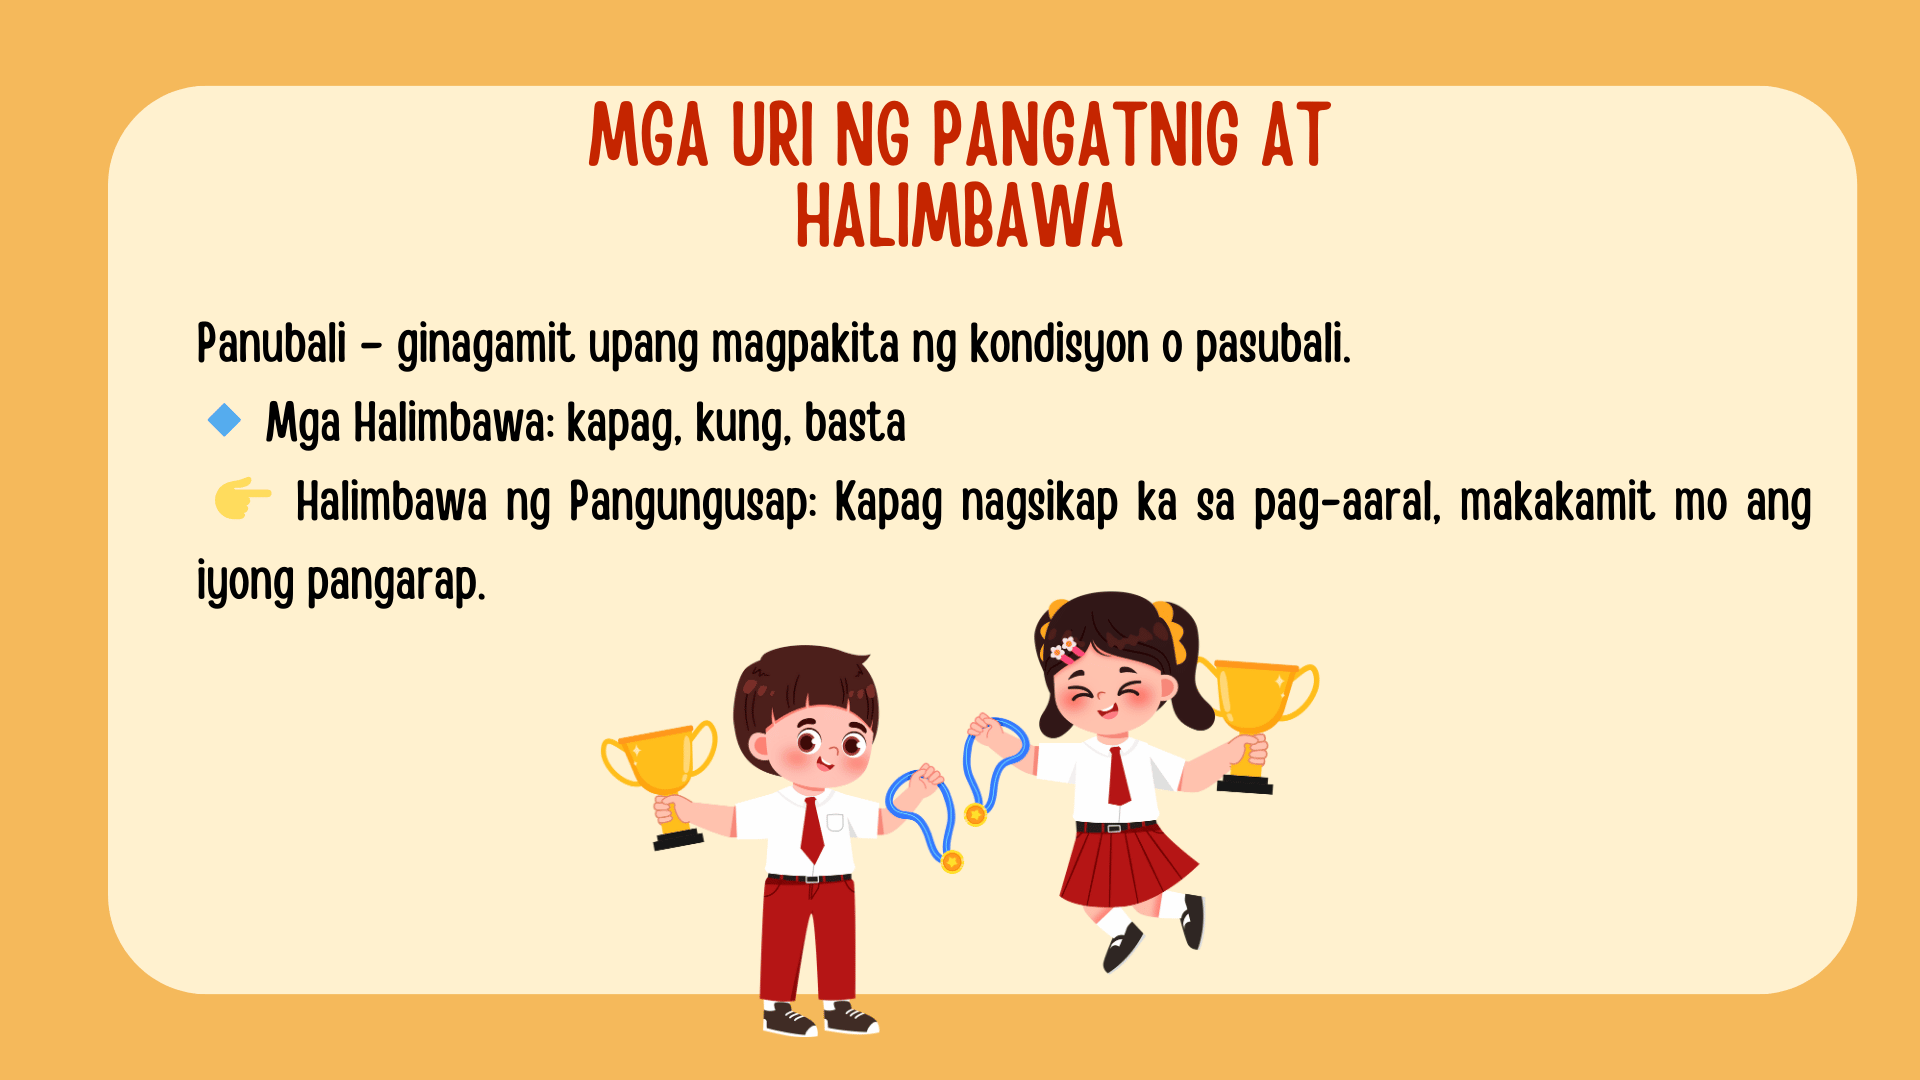 MGA URI NG PANGATNIG AT
HALIMBAWA
Panubali – ginagamit upang magpakita ng kondisyon o pasubali.
🔷 Mga Halimbawa: kapag, kung, basta
👉 Halimbawa ng Pangungusap: Kapag nagsikap ka sa pag-aaral, makakamit mo ang
iyong pangarap.